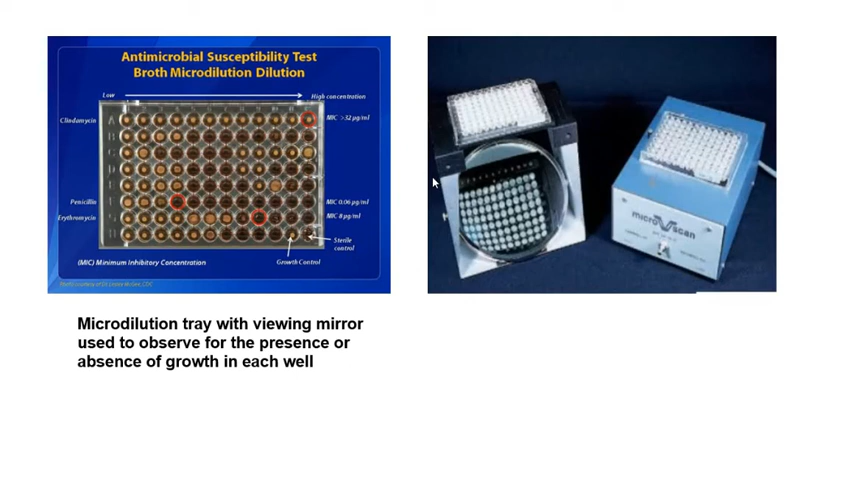 Antimicrobial Susceptibility Test
Broth Microdilution Dilution
Low
High concentration
Clindamycin
MIC >32 µg/ml
Penicillin
MIC 0.06 µg/ml
Erythromycin
MIC 8 µg/ml
Sterile
control
(MIC) Minimum Inhibitory Concentration
Growth Control
micro scan
Microdilution tray with viewing mirror
used to observe for the presence or
absence of growth in each well